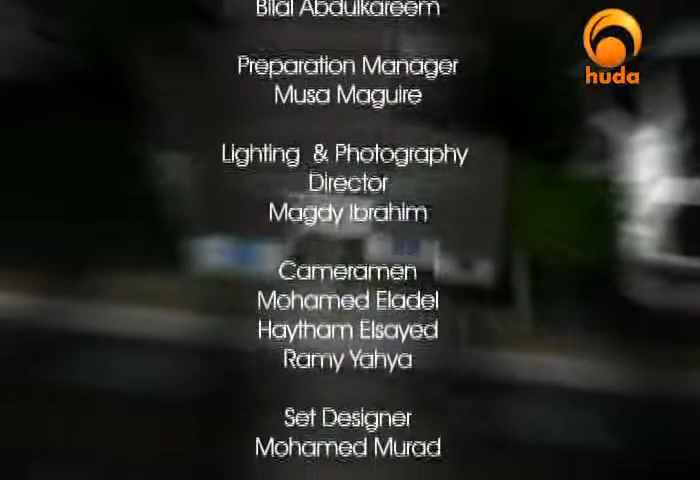 Bilal Abdulkareem
huda
Preparation Manager
Musa Maguire
Lighting & Photography
Director
Magdy Ibrahim
Cameramen
Mohamed Eladel
Haytham Elsayed
Ramy Yahya
Set Designer
Mohamed Murad